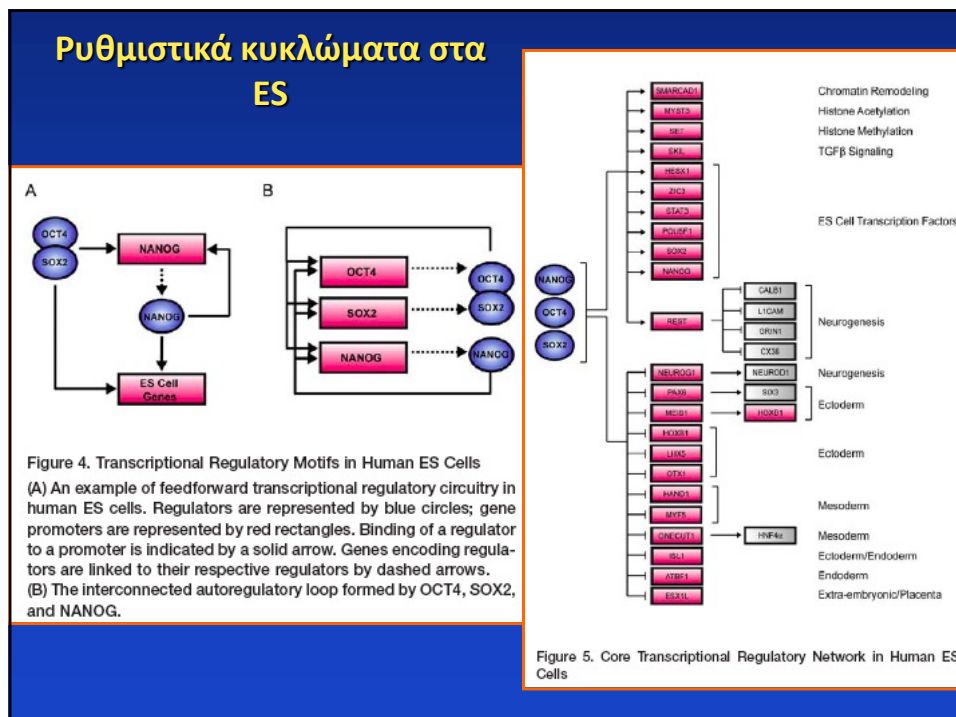 Ρυθμιστικά κυκλώματα στα
ES
A
B
OCT4
SOX2
NANOG
NANOG
ES Cell
Genes
OCT4
SOX2
NANOG
OCT4
SOX2
NANOG
Figure 4. Transcriptional Regulatory Motifs in Human ES Cells
(A) An example of feedforward transcriptional regulatory circuitry in
human ES cells. Regulators are represented by blue circles; gene
promoters are represented by red rectangles. Binding of a regulator
to a promoter is indicated by a solid arrow. Genes encoding regula-
tors are linked to their respective regulators by dashed arrows.
(B) The interconnected autoregulatory loop formed by OCT4, SOX2,
and NANOG.
NANOG
OCT4
SOX2
SMARCAD1 Chromatin Remodeling
MYST3 Histone Acetylation
SET Histone Methylation
SKIL TGFβ Signaling
HESX1
ZIC3
STAT3
POU5F1
SOX2
NANOG
ES Cell Transcription Factors
REST
CALB1
L1CAM
GRIN1
CX36
Neurogenesis
NEUROG1 NEUROD1 Neurogenesis
PAX6 SIX3
MEIS1 HOXB1
Ectoderm
HOXB1
LHX5
OTX1
Ectoderm
HAND1
MYF5
Mesoderm
ONECUT1 HNF4α Mesoderm
ISL1 Ectoderm/Endoderm
ATBF1 Endoderm
ESX1L Extra-embryonic/Placenta
Figure 5. Core Transcriptional Regulatory Network in Human ES
Cells